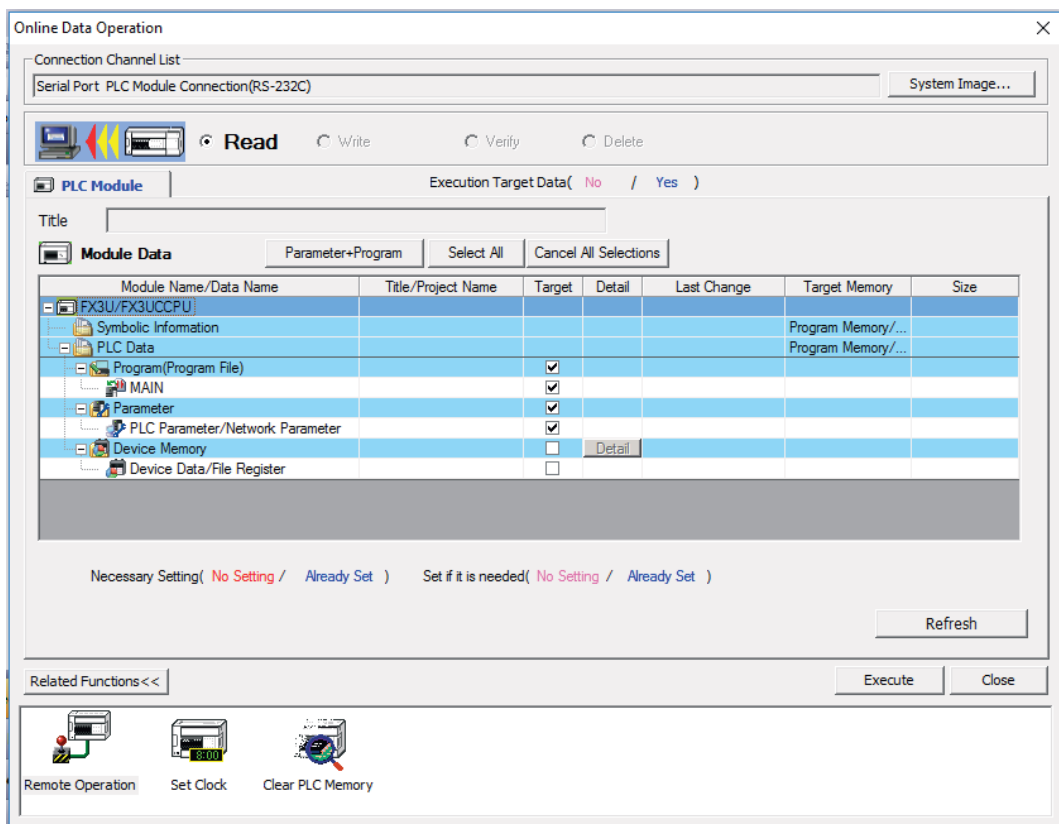 Online Data Operation
Connection Channel List
Serial Port PLC Module Connection(RS-232C)
System Image...
Read
Write
Verify
Delete
PLC Module
Execution Target Data( No / Yes )
Title
Module Data
Parameter+Program
Select All
Cancel All Selections
Module Name/Data Name Title/Project Name Target Detail Last Change Target Memory Size
FX3U/FX3UCCPU
Symbolic Information Program Memory/...
PLC Data Program Memory/...
Program(Program File)
MAIN
Parameter
PLC Parameter/Network Parameter
Device Memory Detail
Device Data/File Register
Necessary Setting( No Setting / Already Set ) Set if it is needed( No Setting / Already Set )
Refresh
Related Functions<<
Execute
Close
8:00
Remote Operation
Set Clock
Clear PLC Memory